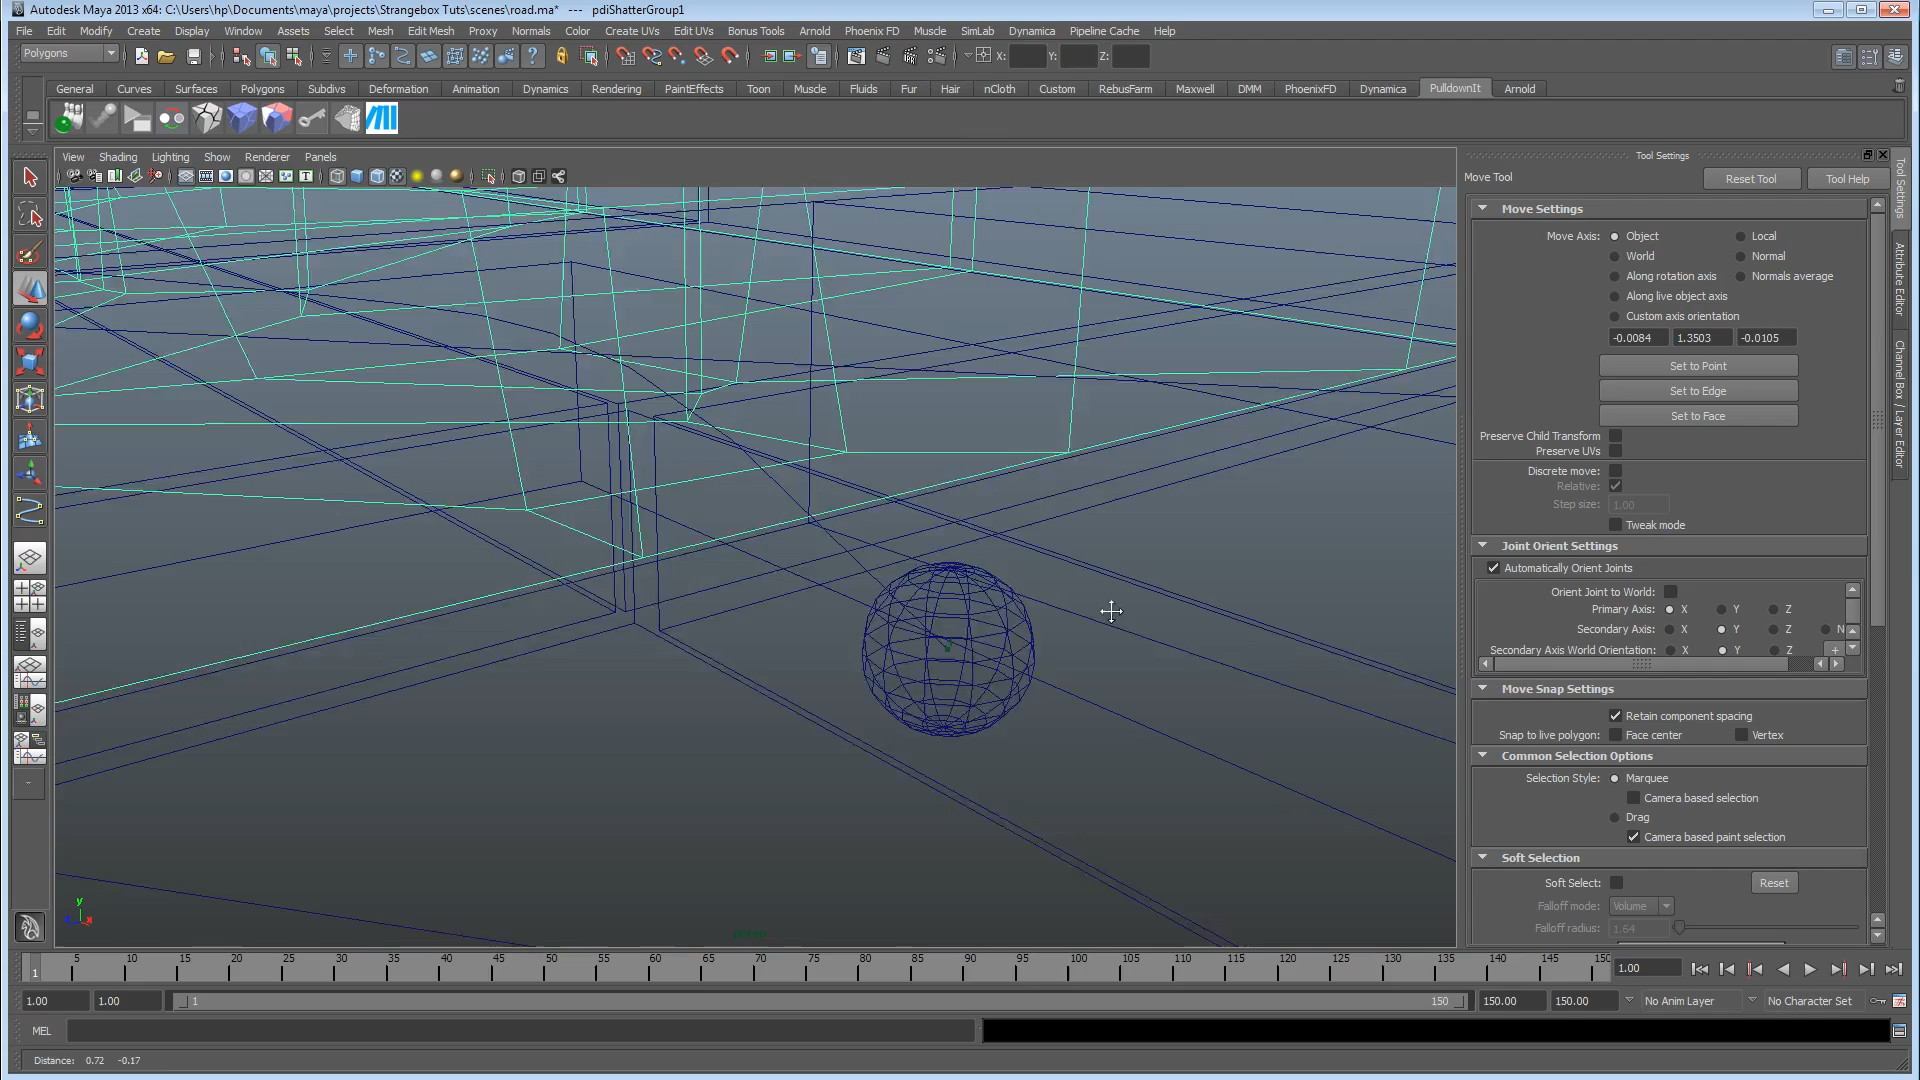 Autodesk Maya 2013 x64: C:\Users\hp\Documents\maya\projects\Strangebox Tuts\scenes\road.ma* --- pdiShatterGroup1
File Edit Modify Create Display Window Assets Select Mesh Edit Mesh Proxy Normals Color Create UVs Edit UVs Bonus Tools Arnold Phoenix FD Muscle SimLab Dynamica Pipeline Cache Help
Polygons X: Y: Z:
General Curves Surfaces Polygons Subdivs Deformation Animation Dynamics Rendering PaintEffects Toon Muscle Fluids Fur Hair nCloth Custom RebusFarm Maxwell DMM PhoenixFD Dynamica PulldownIt Arnold
View Shading Lighting Show Renderer Panels
Tool Settings
Move Tool Reset Tool Tool Help
Move Settings
Move Axis: Object Local
World Normal
Along rotation axis Normals average
Along live object axis
Custom axis orientation
-0.0084 1.3503 -0.0105
Set to Point
Set to Edge
Set to Face
Preserve Child Transform
Preserve UVs
Discrete move:
Relative:
Step size: 1.00
Tweak mode
Joint Orient Settings
Automatically Orient Joints
Orient Joint to World:
Primary Axis: X Y Z
Secondary Axis: X Y Z N
Secondary Axis World Orientation: X Y Z +
Move Snap Settings
Retain component spacing
Snap to live polygon: Face center Vertex
Common Selection Options
Selection Style: Marquee
Camera based selection
Drag
Camera based paint selection
Soft Selection
Soft Select: Reset
Falloff mode: Volume
Falloff radius: 1.64
Tool Settings
Attribute Editor
Channel Box / Layer Editor
y
x
persp
1 5 10 15 20 25 30 35 40 45 50 55 60 65 70 75 80 85 90 95 100 105 110 115 120 125 130 135 140 145 150 1.00
1.00 1.00 1 150 150.00 150.00 No Anim Layer No Character Set
MEL
Distance: 0.72 -0.17